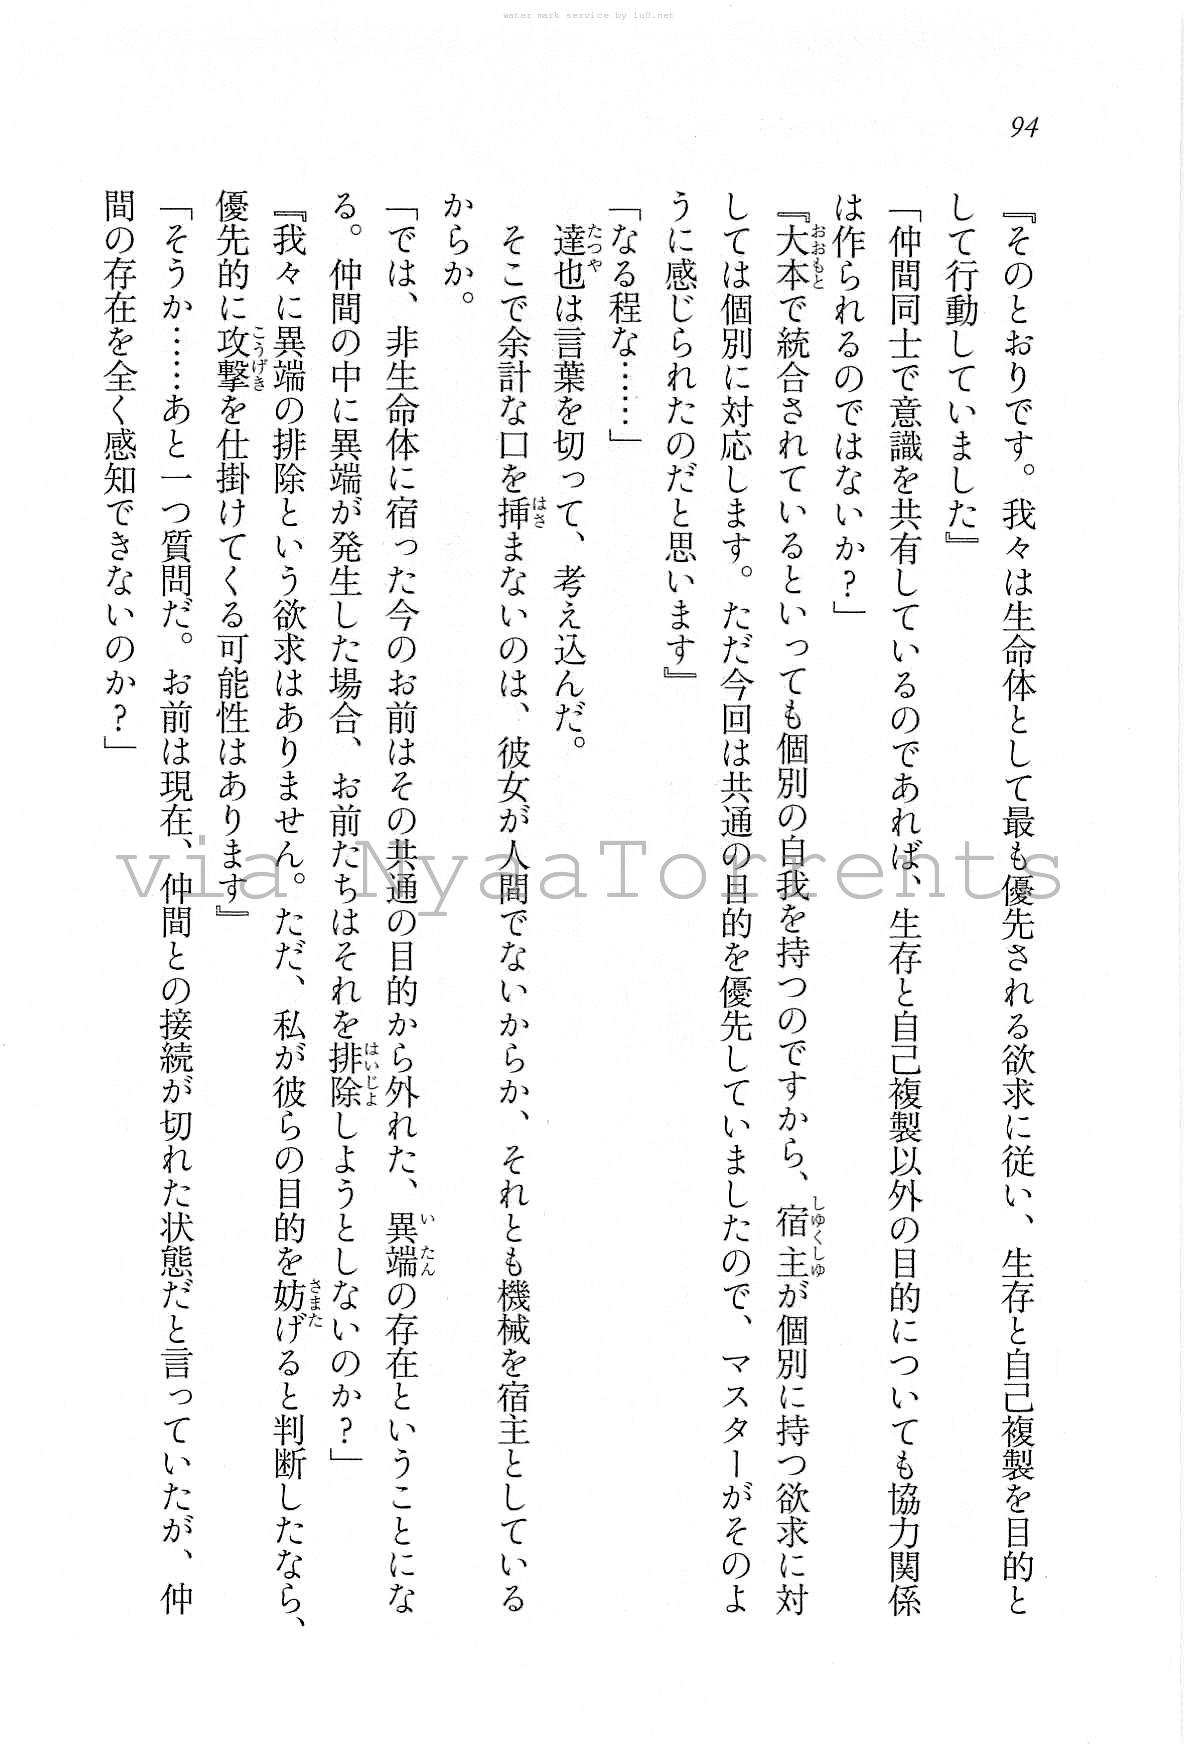 water mark service by lu0.net
94
『そのとおりです。我々は生命体として最も優先される欲求に従い、生存と自己複製を目的と
して行動していました』
「仲間同士で意識を共有しているのであれば、生存と自己複製以外の目的についても協力関係
は作られるのではないか?」
『大本で統合されているといっても個別の自我を持つのですから、宿主が個別に持つ欲求に対
しては個別に対応します。ただ今回は共通の目的を優先していましたので、マスターがそのよ
うに感じられたのだと思います』
「なる程な……」
達也は言葉を切って、考え込んだ。
そこで余計な口を挿まないのは、彼女が人間でないからか、それとも機械を宿主としている
からか。
「では、非生命体に宿った今のお前はその共通の目的から外れた、異端の存在ということにな
る。仲間の中に異端が発生した場合、お前たちはそれを排除しようとしないのか?」
『我々に異端の排除という欲求はありません。ただ、私が彼らの目的を妨げると判断したなら、
優先的に攻撃を仕掛けてくる可能性はあります』
「そうか……あと一つ質問だ。お前は現在、仲間との接続が切れた状態だと言っていたが、仲
間の存在を全く感知できないのか?」
via NyaaTorrents